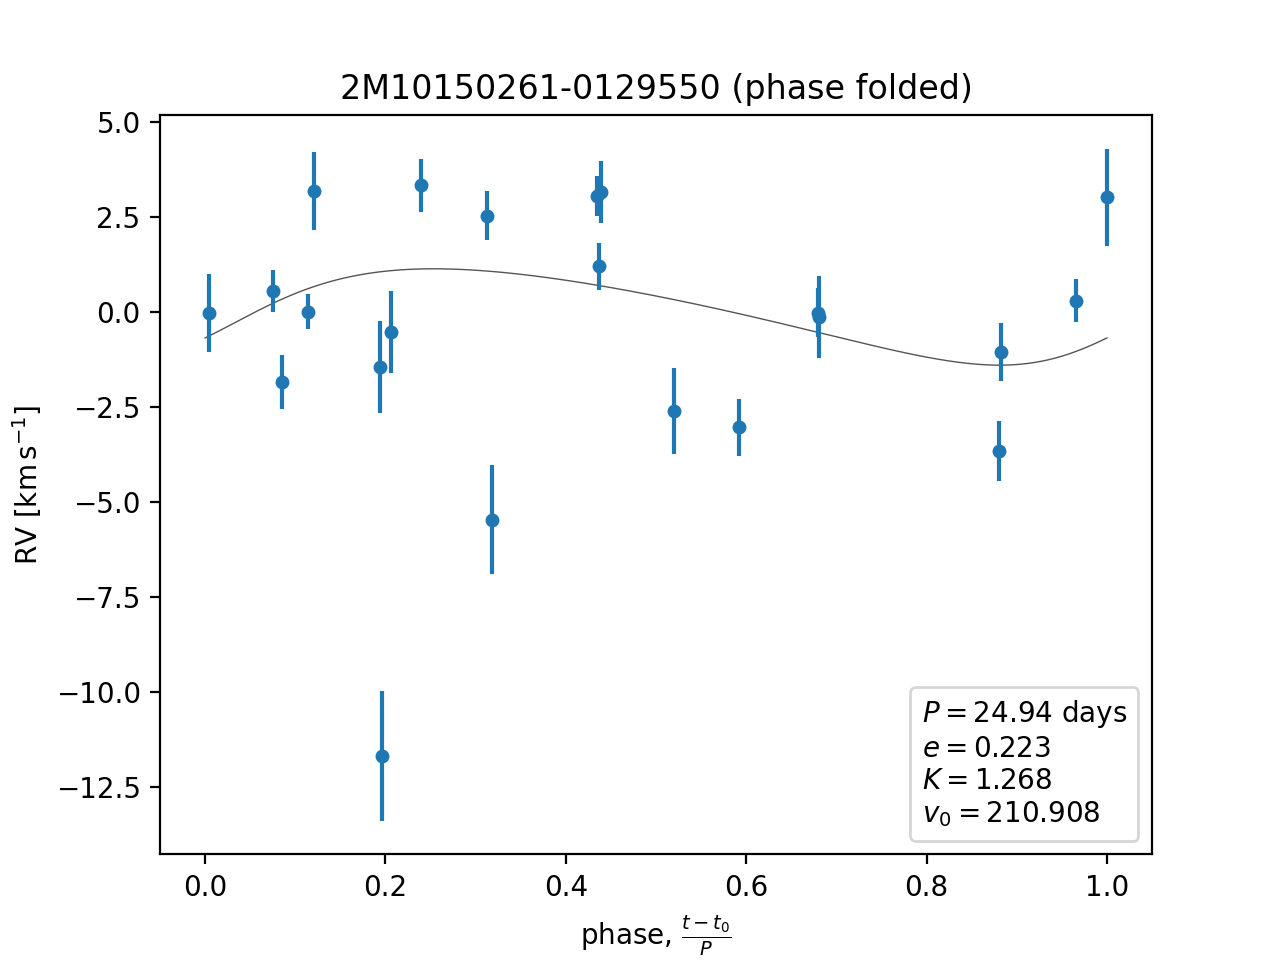 2M10150261-0129550 (phase folded)
RV [km s⁻¹]
5.0
2.5
0.0
−2.5
−5.0
−7.5
−10.0
−12.5
P = 24.94 days
e = 0.223
K = 1.268
v₀ = 210.908
0.0 0.2 0.4 0.6 0.8 1.0
phase, (t − t₀)/P